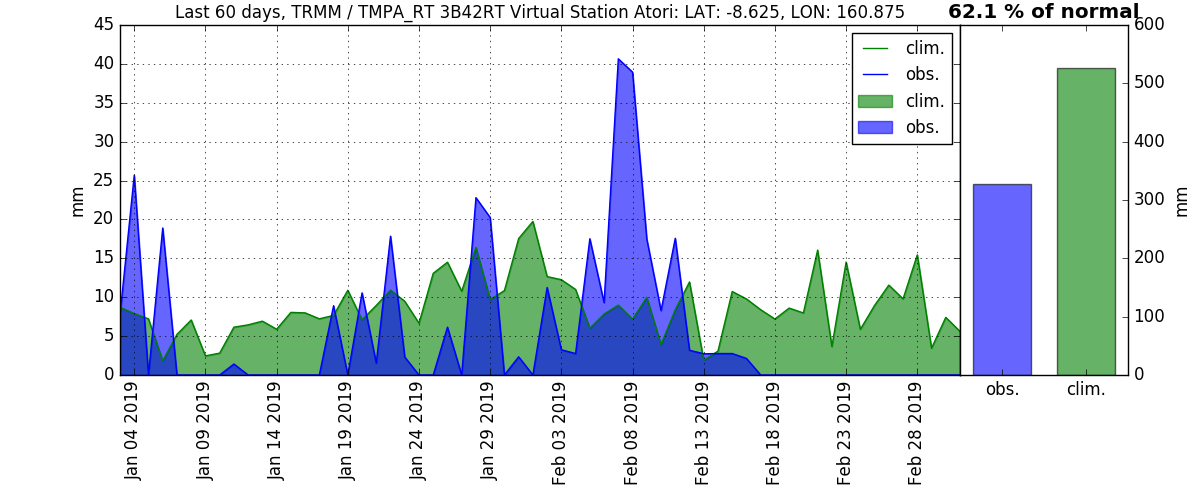 Last 60 days, TRMM / TMPA_RT 3B42RT Virtual Station Atori: LAT: -8.625, LON: 160.875
62.1 % of normal
45
40
35
30
25
20
15
10
5
0
mm
clim.
obs.
clim.
obs.
Jan 04 2019
Jan 09 2019
Jan 14 2019
Jan 19 2019
Jan 24 2019
Jan 29 2019
Feb 03 2019
Feb 08 2019
Feb 13 2019
Feb 18 2019
Feb 23 2019
Feb 28 2019
600
500
400
300
200
100
0
mm
obs.
clim.